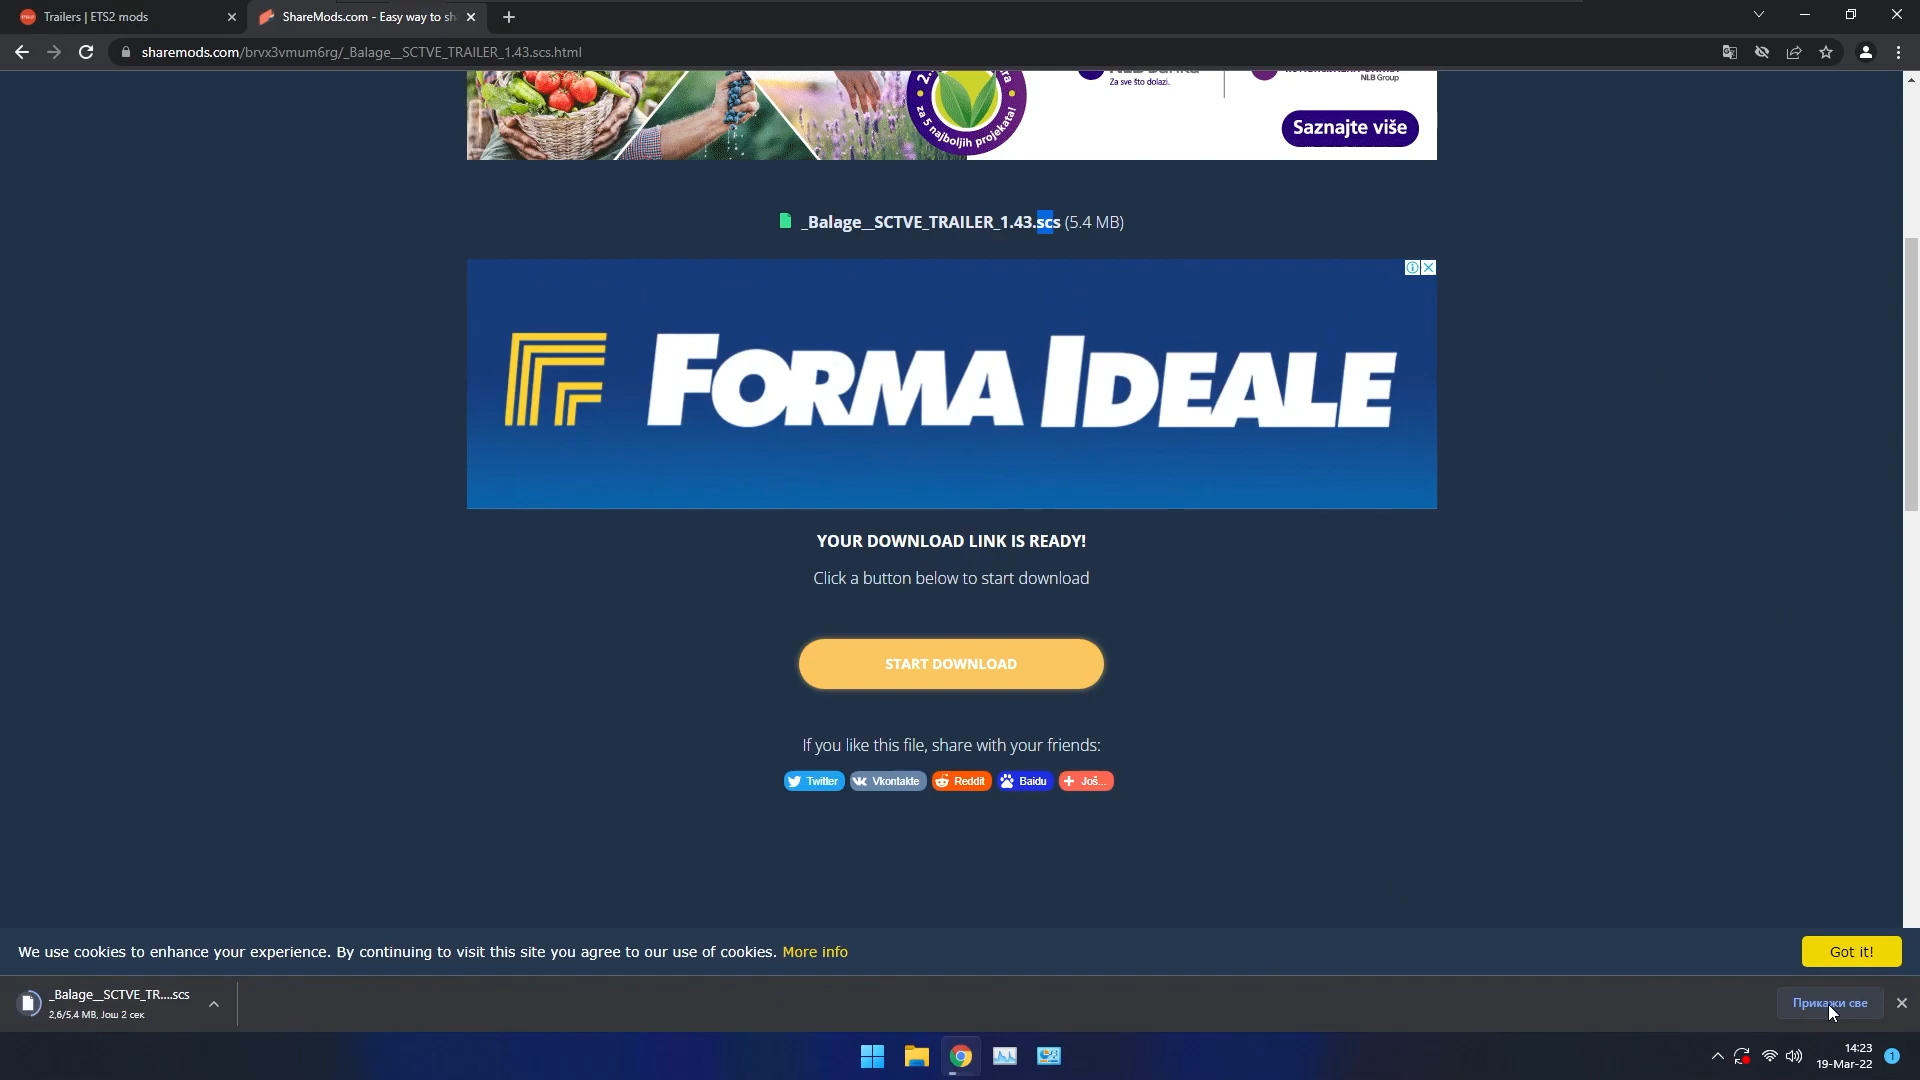 Trailers | ETS2 mods
ShareMods.com - Easy way to sh
sharemods.com/brvx3vmum6rg/_Balage__SCTVE_TRAILER_1.43.scs.html
za 5 najboljih projekata!
Za sve što dolazi.
NLB Group
Saznajte više
_Balage__SCTVE_TRAILER_1.43.scs (5.4 MB)
FORMA IDEALE
YOUR DOWNLOAD LINK IS READY!
Click a button below to start download
START DOWNLOAD
If you like this file, share with your friends:
Twitter Vkontakte Reddit Baidu Još...
We use cookies to enhance your experience. By continuing to visit this site you agree to our use of cookies. More info
Got it!
_Balage__SCTVE_TR....scs
2,6/5,4 MB, Још 2 сек
Прикажи све
14:23
19-Mar-22
1